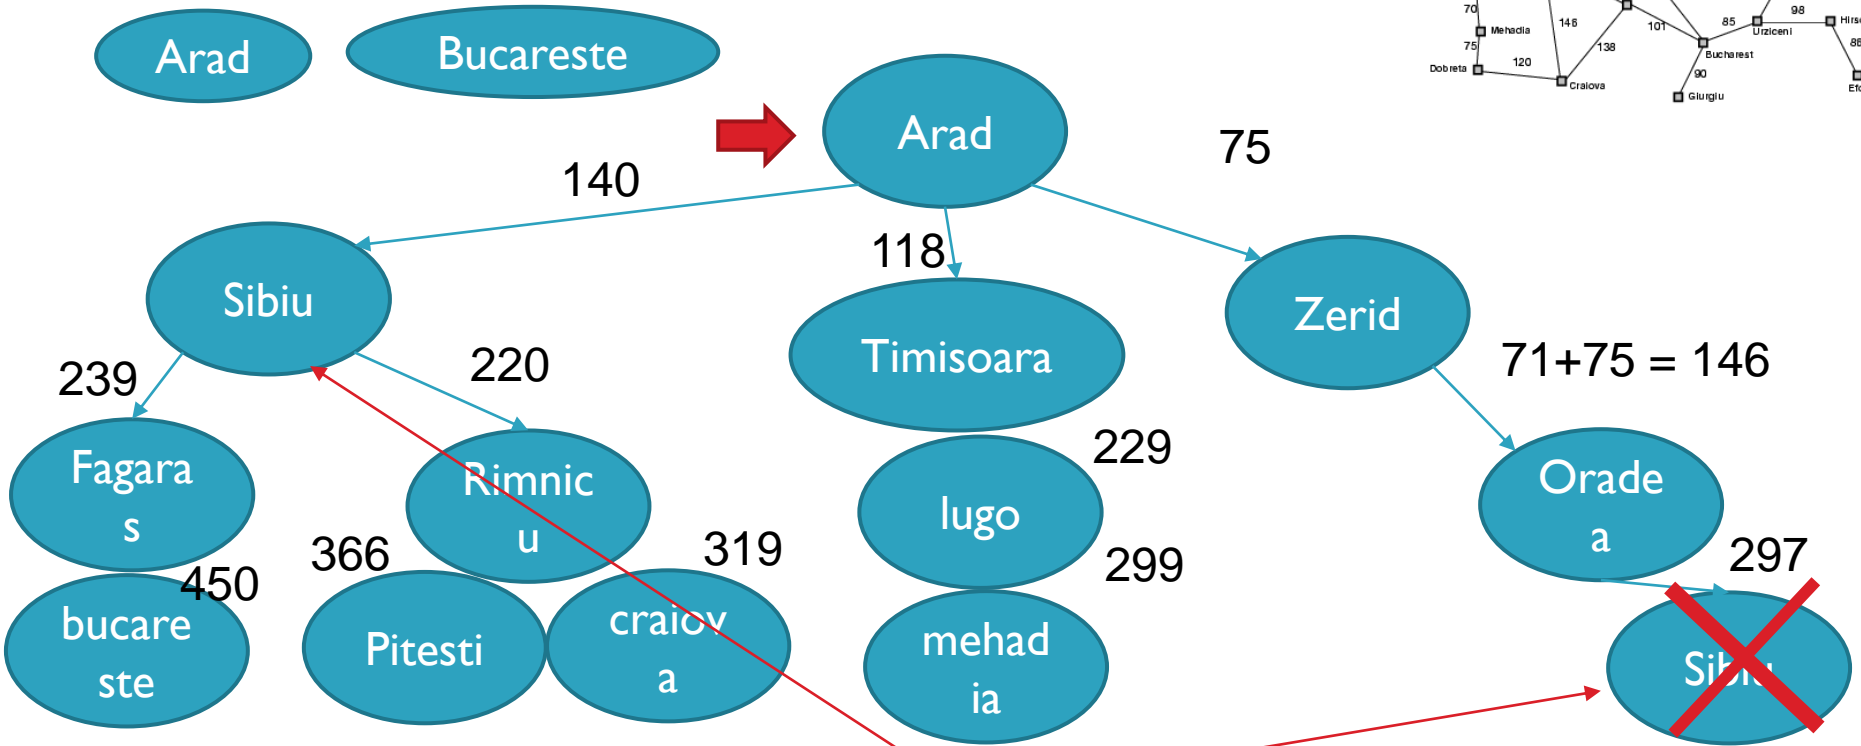 Arad
Bucareste
Arad
75
140
118
Sibiu
Zerid
Timisoara
71+75 = 146
239
220
229
Fagara
s
Rimnic
u
lugo
Orade
a
366
319
299
297
450
bucare
ste
Pitesti
craiov
a
mehad
ia
Sibiu
70
Mehadia
75
Dobreta
120
146
138
Craiova
101
85
98
Hirs
Urziceni
Bucharest
86
90
Giurgiu
Efo